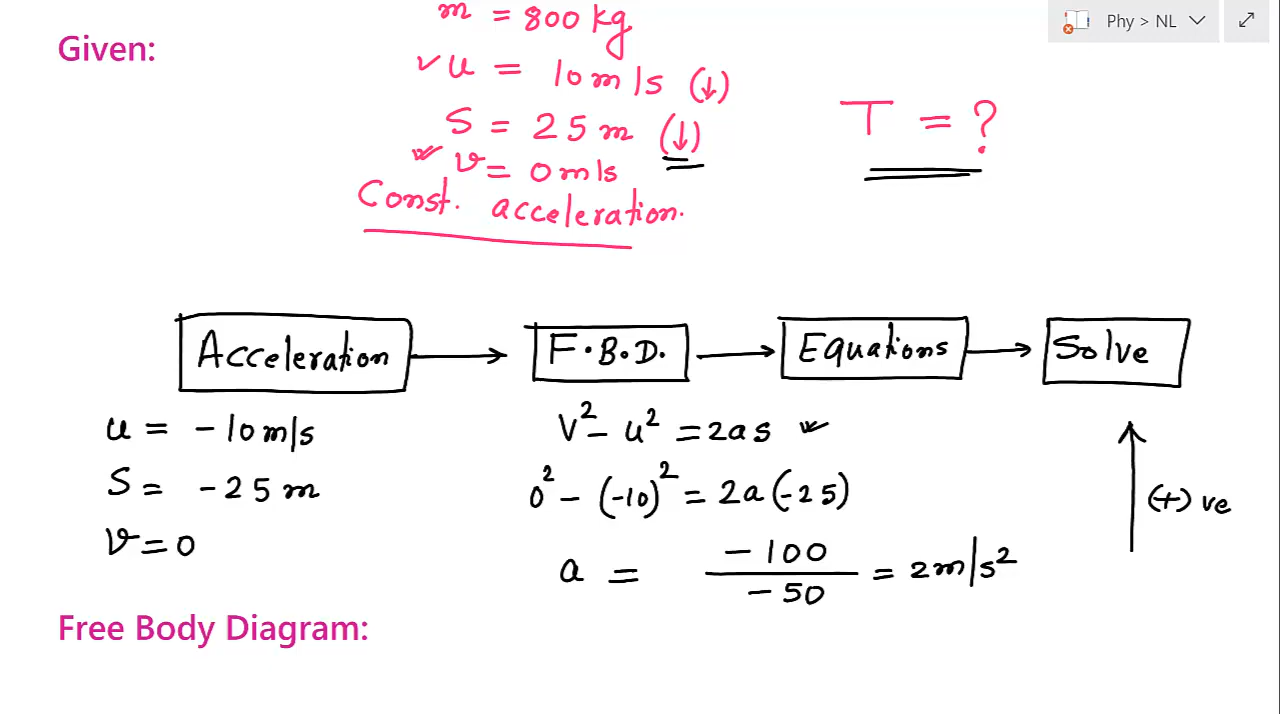 Phy > NL
m = 800 kg
Given:
✓ u = 10 m/s (↓)
S = 25 m (↓)
T = ?
v = 0 m/s
Const. acceleration.
Acceleration → F.B.D. → Equations → Solve
u = -10 m/s
v² - u² = 2as
S = -25 m
0² - (-10)² = 2a(-25)
(+) ve
v = 0
a = -100/-50 = 2 m/s²
Free Body Diagram: